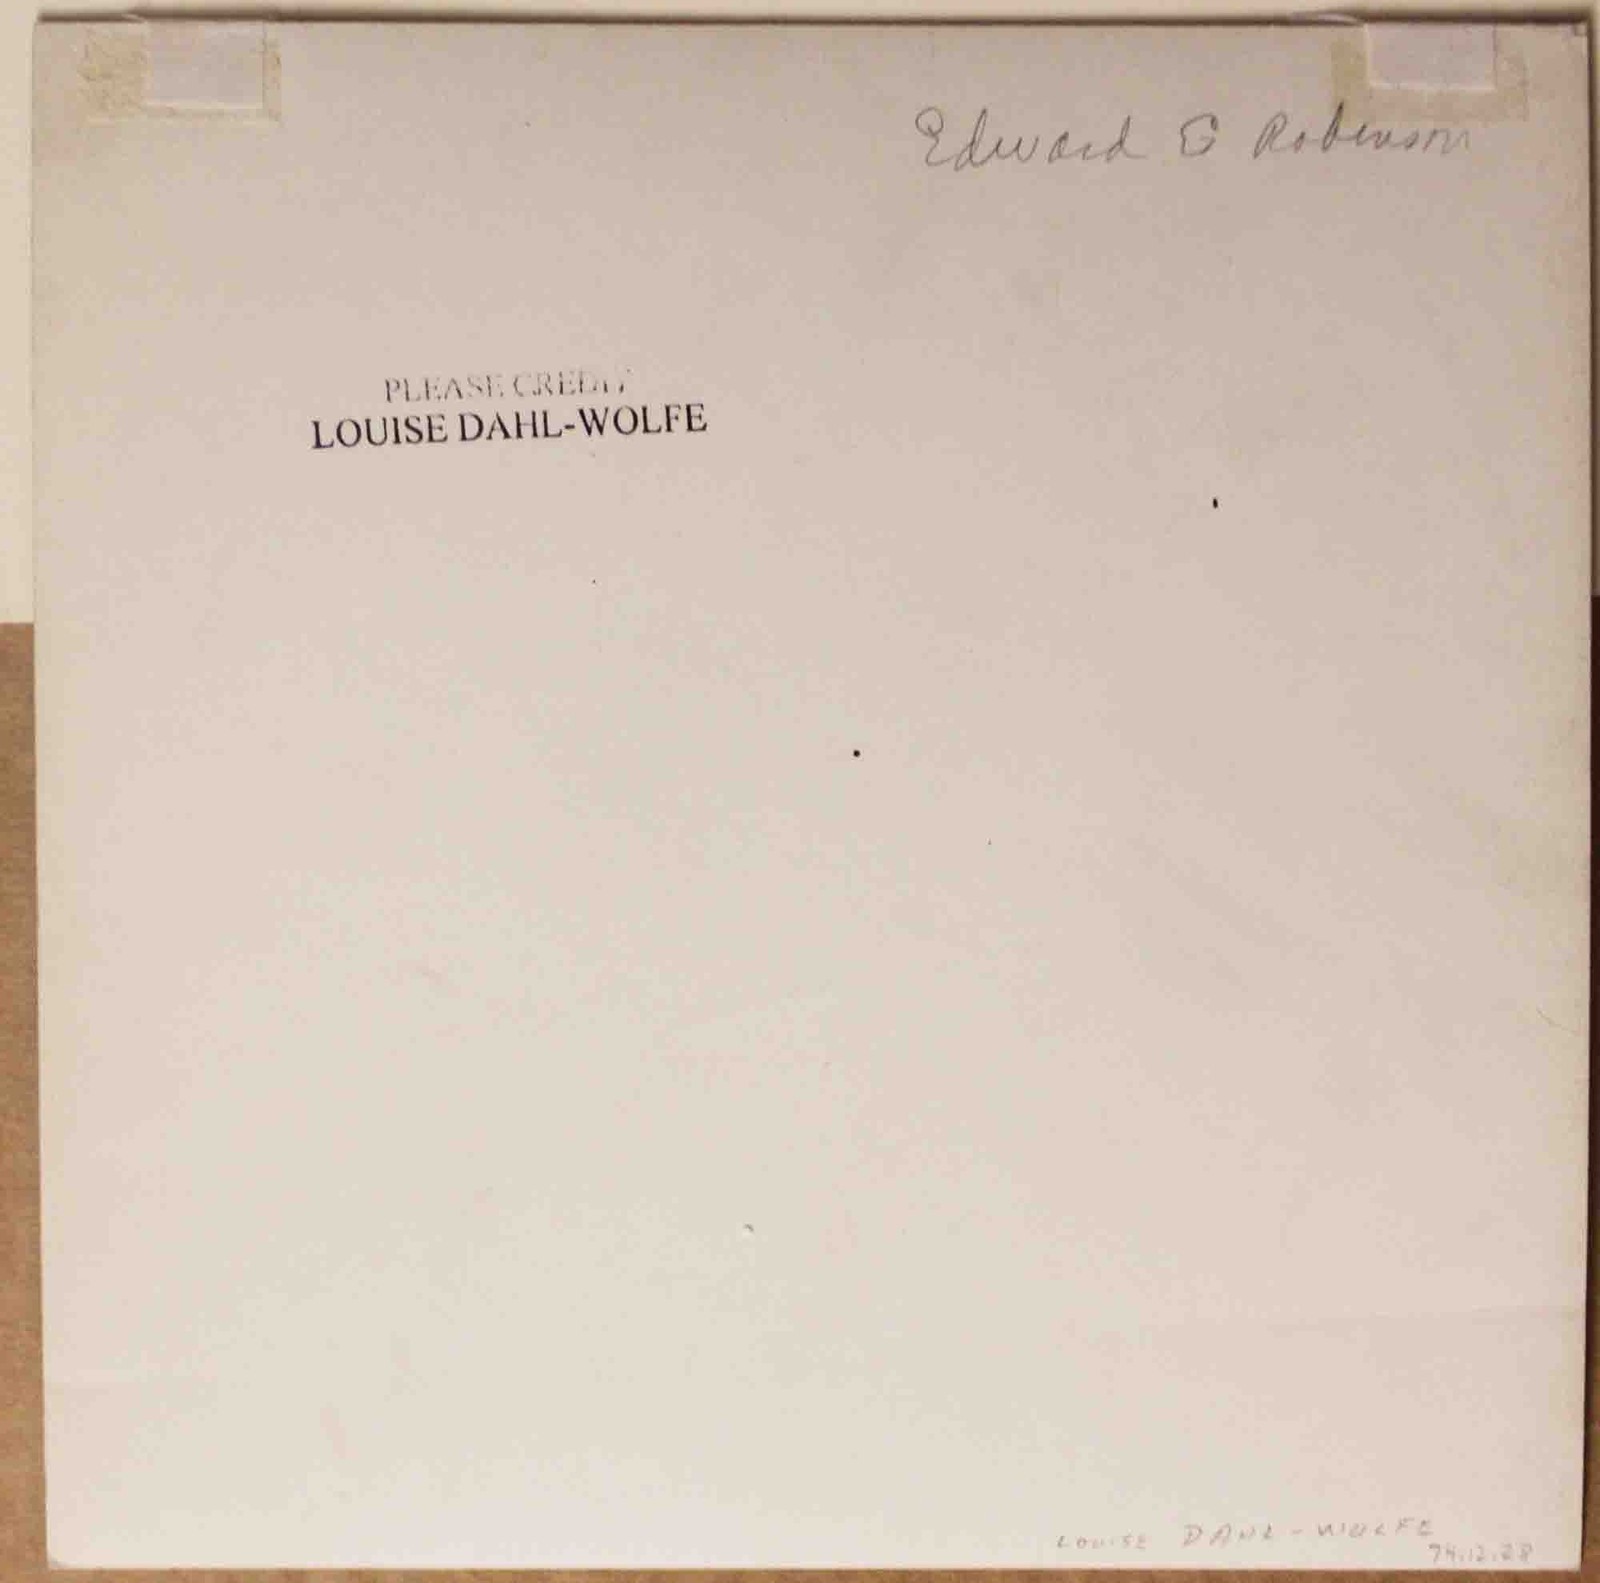 Edward G Robinson
PLEASE CREDIT
LOUISE DAHL-WOLFE
LOUISE DAHL-WOLFE
74.12.28